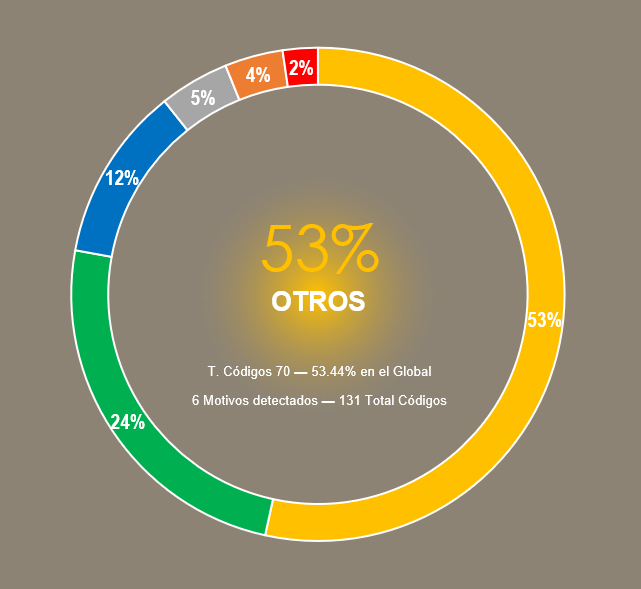 2%
4%
5%
12%
53%
OTROS
53%
T. Códigos 70 — 53.44% en el Global
6 Motivos detectados — 131 Total Códigos
24%